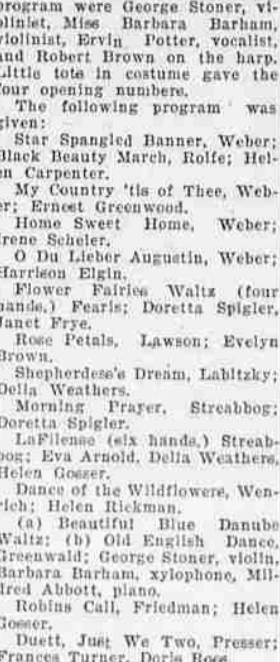 program were George Stoner, vi-
olinist, Miss Barbara Barham,
violinist, Ervin Potter, vocalist,
and Robert Brown on the harp.
Little tots in costume gave the
four opening numbers.
The following program was
given:
Star Spangled Banner, Weber;
Black Beauty March, Rolfe; Hel-
en Carpenter.
My Country 'tis of Thee, Web-
er; Ernest Greenwood.
Home Sweet Home, Weber;
Irene Scheler.
O Du Lieber Augustin, Weber;
Harrison Elgin.
Flower Fairies Waltz (four
hands,) Fearis; Doretta Spigler,
Janet Frye.
Rose Petals, Lawson; Evelyn
Brown.
Shepherdese's Dream, Labitzky;
Della Weathers.
Morning Prayer, Streabbog;
Doretta Spigler.
LaFilense (six hands,) Streab-
bog; Eva Arnold, Della Weathers,
Helen Gosser.
Dance of the Wildflowers, Wen-
rich; Helen Rickman.
(a) Beautiful Blue Danube
Waltz; (b) Old English Dance,
Greenwald; George Stoner, violin,
Barbara Barham, xylophone, Mil-
dred Abbott, piano.
Robins Call, Friedman; Helen
Gosser.
Duett, Just We Two, Presser;
Frances Turner, Doris Ross